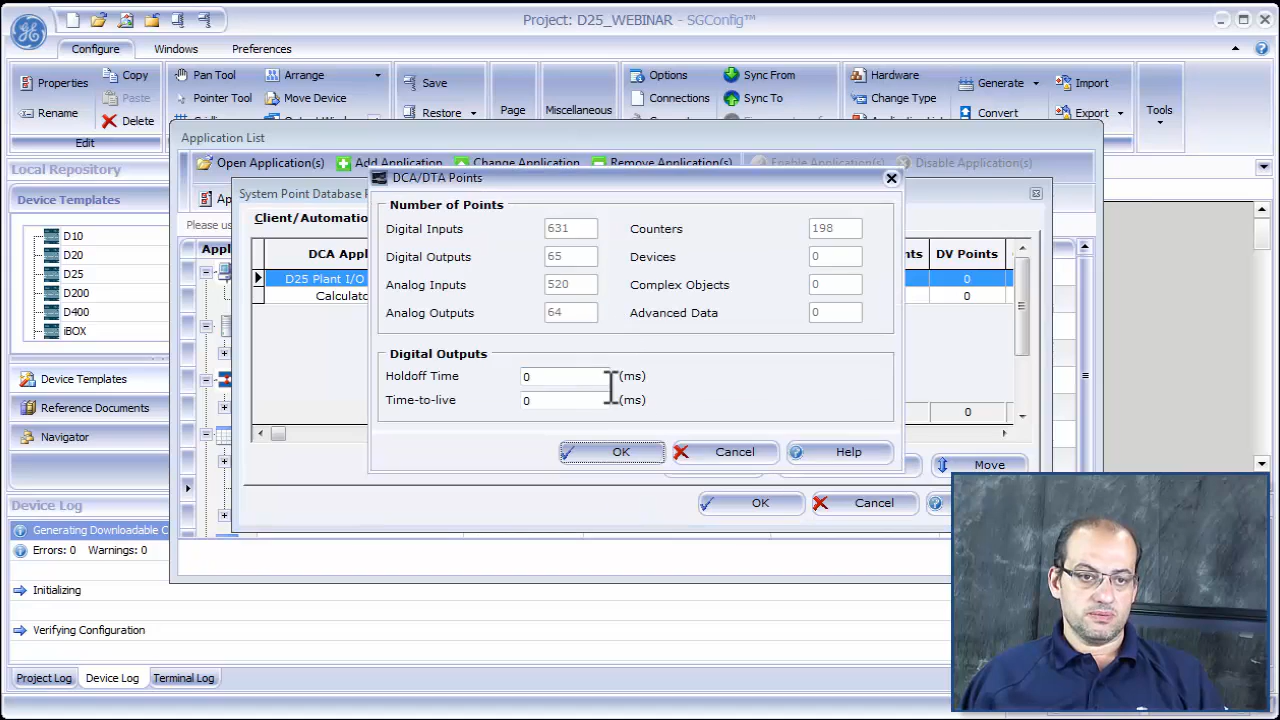 Project: D25_WEBINAR - SGConfig™
Configure
Windows
Preferences
Properties
Copy
Paste
Rename
Delete
Edit
Pan Tool
Arrange
Pointer Tool
Move Device
Save
Restore
Page
Miscellaneous
Options
Sync From
Connections
Sync To
Hardware
Change Type
Generate
Convert
Import
Export
Tools
Local Repository
Device Templates
D10
D20
D25
D200
D400
iBOX
Device Templates
Reference Documents
Navigator
Application List
Open Application(s)
Add Application
Change Application
Remove Application(s)
Enable Application(s)
Disable Application(s)
Please us
Appl
System Point Database
Client/Automatio
DCA Appl
nts
DV Points
D25 Plant I/O
0
Calculato
0
0
Move
OK
Cancel
DCA/DTA Points
Number of Points
Digital Inputs 631
Counters 198
Digital Outputs 65
Devices 0
Analog Inputs 520
Complex Objects 0
Analog Outputs 64
Advanced Data 0
Digital Outputs
Holdoff Time 0 (ms)
Time-to-live 0 (ms)
OK
Cancel
Help
Device Log
Generating Downloadable C
Errors: 0 Warnings: 0
Initializing
Verifying Configuration
Project Log
Device Log
Terminal Log